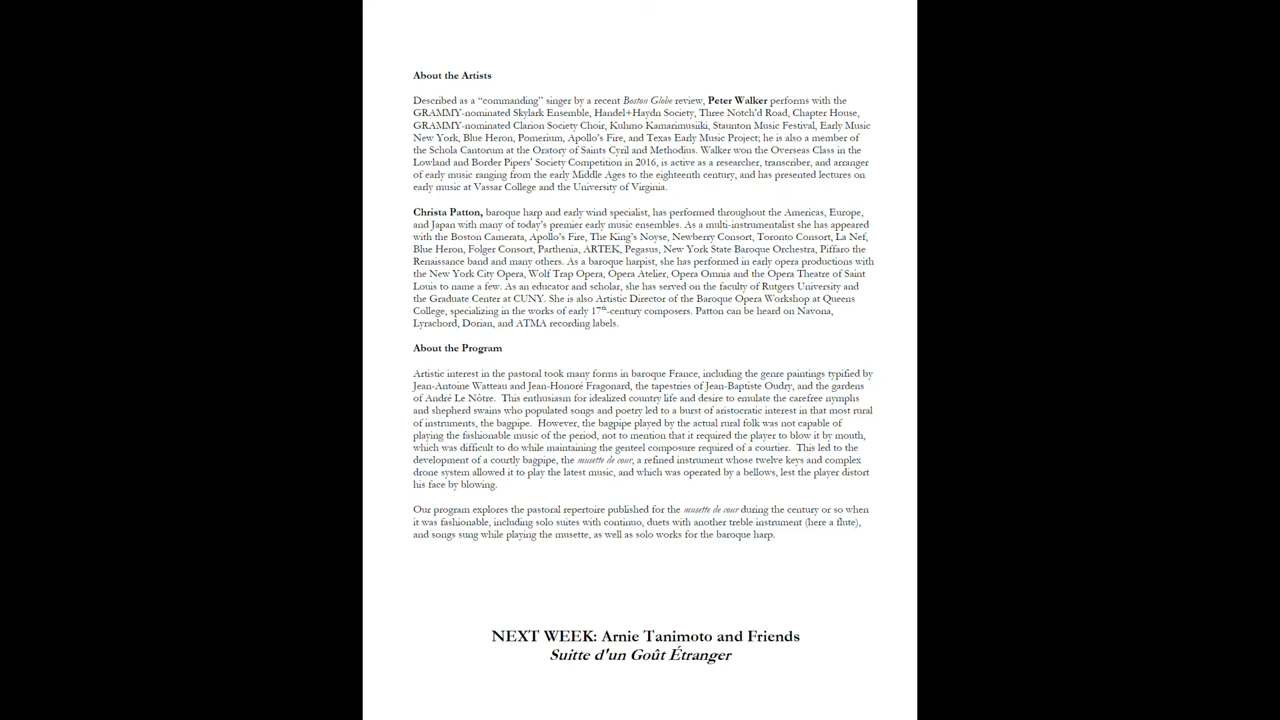 About the Artists
Described as a “commanding” singer by a recent Boston Globe review, Peter Walker performs with the
GRAMMY-nominated Skylark Ensemble, Handel+Haydn Society, Three Notch’d Road, Chapter House,
GRAMMY-nominated Clarion Society Choir, Kuhmo Kamarimusiiki, Staunton Music Festival, Early Music
New York, Blue Heron, Pomerium, Apollo’s Fire, and Texas Early Music Project; he is also a member of
the Schola Cantorum at the Oratory of Saints Cyril and Methodius. Walker won the Overseas Class in the
Lowland and Border Pipers' Society Competition in 2016, is active as a researcher, transcriber, and arranger
of early music ranging from the early Middle Ages to the eighteenth century, and has presented lectures on
early music at Vassar College and the University of Virginia.
Christa Patton, baroque harp and early wind specialist, has performed throughout the Americas, Europe,
and Japan with many of today’s premier early music ensembles. As a multi-instrumentalist she has appeared
with the Boston Camerata, Apollo’s Fire, The King’s Noyse, Newberry Consort, Toronto Consort, La Nef,
Blue Heron, Folger Consort, Parthenia, ARTEK, Pegasus, New York State Baroque Orchestra, Piffaro the
Renaissance band and many others. As a baroque harpist, she has performed in early opera productions with
the New York City Opera, Wolf Trap Opera, Opera Atelier, Opera Omnia and the Opera Theatre of Saint
Louis to name a few. As an educator and scholar, she has served on the faculty of Rutgers University and
the Graduate Center at CUNY. She is also Artistic Director of the Baroque Opera Workshop at Queens
College, specializing in the works of early 17th-century composers. Patton can be heard on Navona,
Lyrachord, Dorian, and ATMA recording labels.
About the Program
Artistic interest in the pastoral took many forms in baroque France, including the genre paintings typified by
Jean-Antoine Watteau and Jean-Honoré Fragonard, the tapestries of Jean-Baptiste Oudry, and the gardens
of André Le Nôtre. This enthusiasm for idealized country life and desire to emulate the carefree nymphs
and shepherd swains who populated songs and poetry led to a burst of aristocratic interest in that most rural
of instruments, the bagpipe. However, the bagpipe played by the actual rural folk was not capable of
playing the fashionable music of the period, not to mention that it required the player to blow it by mouth,
which was difficult to do while maintaining the genteel composure required of a courtier. This led to the
development of a courtly bagpipe, the musette de cour, a refined instrument whose twelve keys and complex
drone system allowed it to play the latest music, and which was operated by a bellows, lest the player distort
his face by blowing.
Our program explores the pastoral repertoire published for the musette de cour during the century or so when
it was fashionable, including solo suites with continuo, duets with another treble instrument (here a flute),
and songs sung while playing the musette, as well as solo works for the baroque harp.
NEXT WEEK: Arnie Tanimoto and Friends
Suitte d'un Goût Étranger